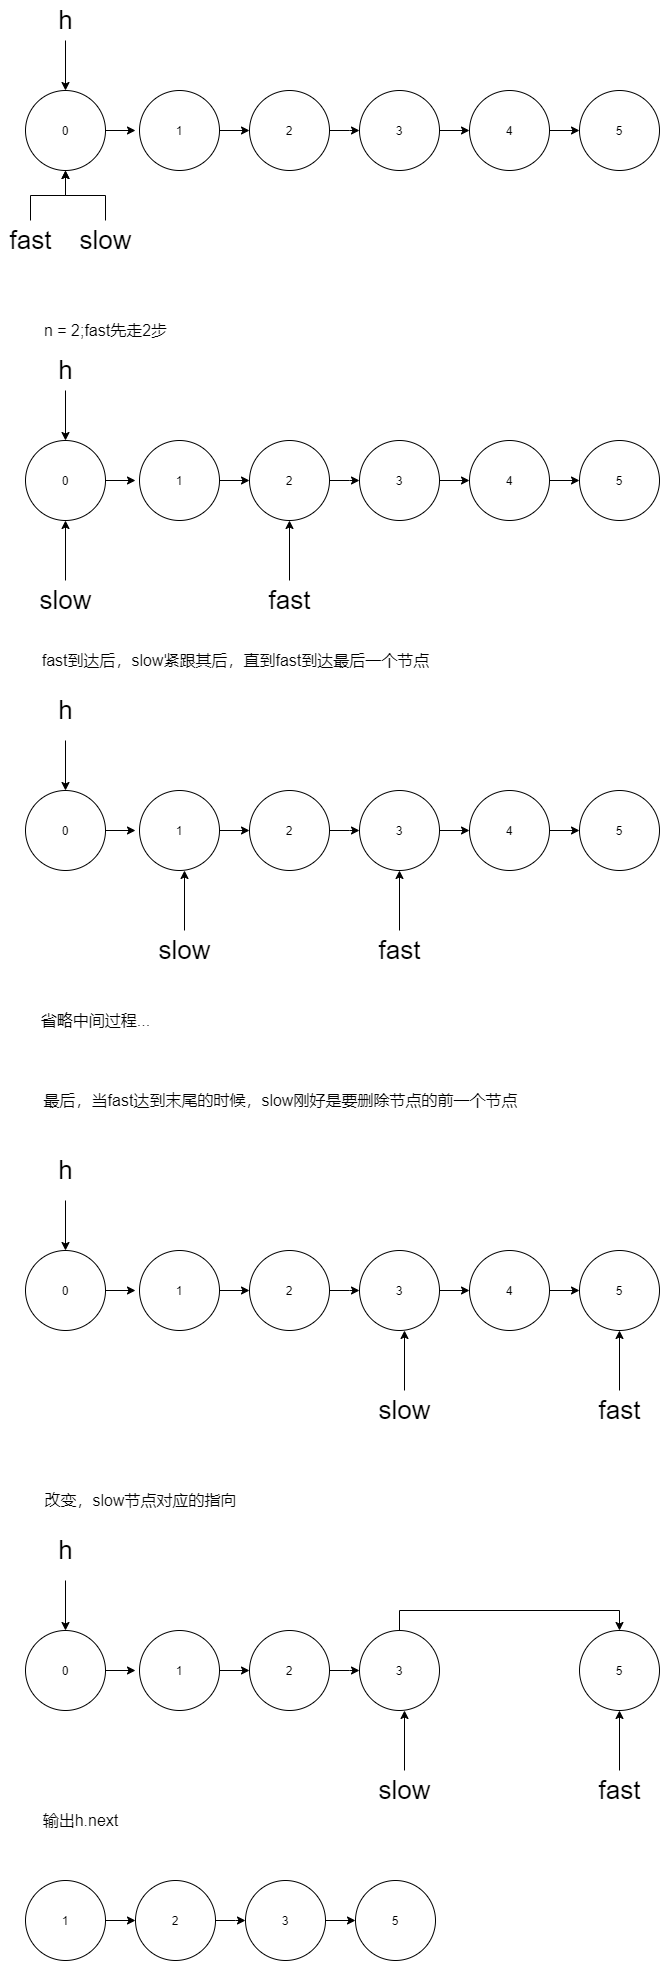 h
0 1 2 3 4 5
fast slow
n = 2;fast先走2步
h
0 1 2 3 4 5
slow fast
fast到达后，slow紧跟其后，直到fast到达最后一个节点
h
0 1 2 3 4 5
slow fast
省略中间过程...
最后，当fast达到末尾的时候，slow刚好是要删除节点的前一个节点
h
0 1 2 3 4 5
slow fast
改变，slow节点对应的指向
h
0 1 2 3 5
slow fast
输出h.next
1 2 3 5